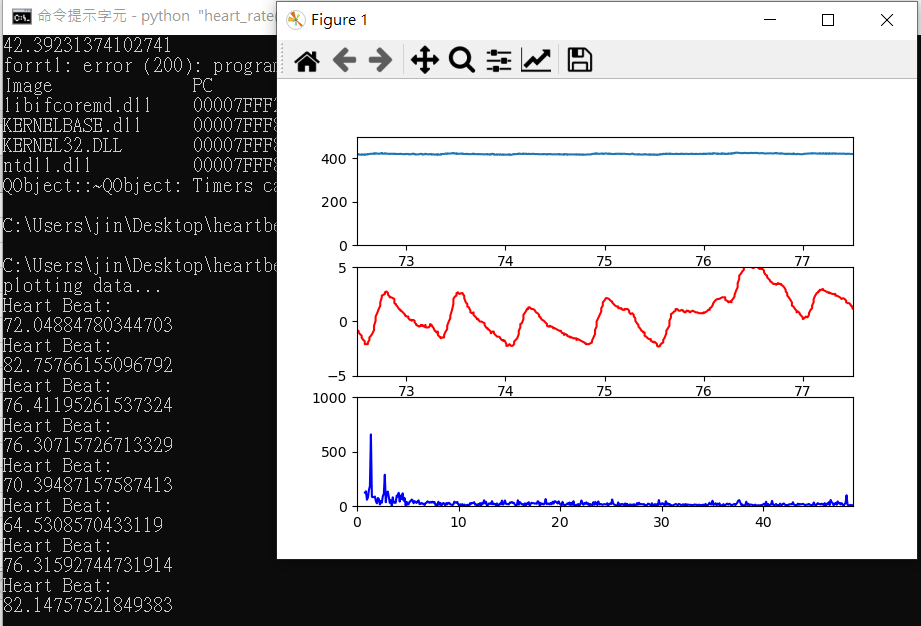 命令提示字元 - python "heart_rate(
42.39231374102741
forrtl: error (200): program
Image PC
libifcoremd.dll 00007FFF
KERNELBASE.dll 00007FFF8
KERNEL32.DLL 00007FFF8
ntdll.dll 00007FFF8
QObject::~QObject: Timers ca
C:\Users\jin\Desktop\heartbe
C:\Users\jin\Desktop\heartbe
plotting data...
Heart Beat:
72.04884780344703
Heart Beat:
82.75766155096792
Heart Beat:
76.41195261537324
Heart Beat:
76.30715726713329
Heart Beat:
70.39487157587413
Heart Beat:
64.5308570433119
Heart Beat:
76.31592744731914
Heart Beat:
82.14757521849383
Figure 1
400
200
0
73 74 75 76 77
5
0
−5
73 74 75 76 77
1000
500
0
0 10 20 30 40